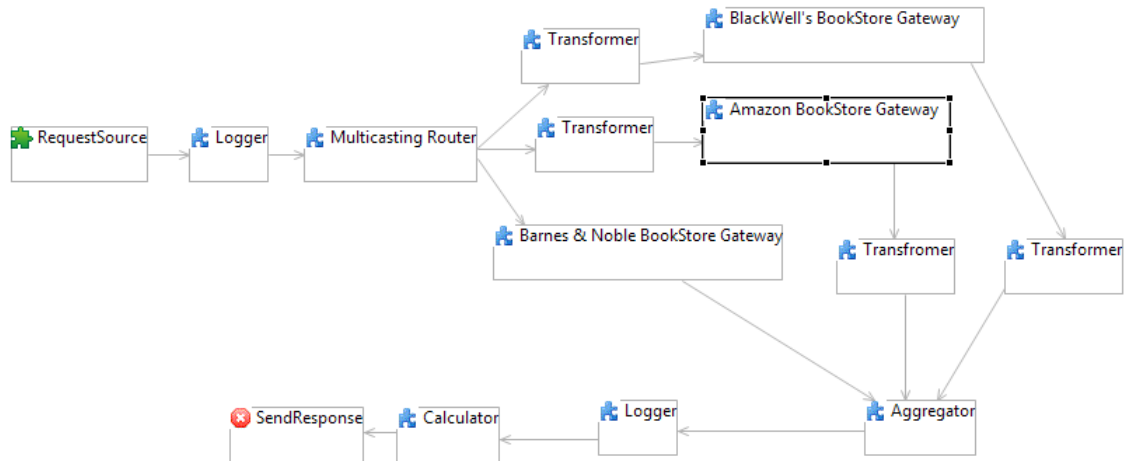 BlackWell's BookStore Gateway
Transformer
Amazon BookStore Gateway
Transformer
RequestSource
Logger
Multicasting Router
Barnes & Noble BookStore Gateway
Transfromer
Transformer
SendResponse
Calculator
Logger
Aggregator